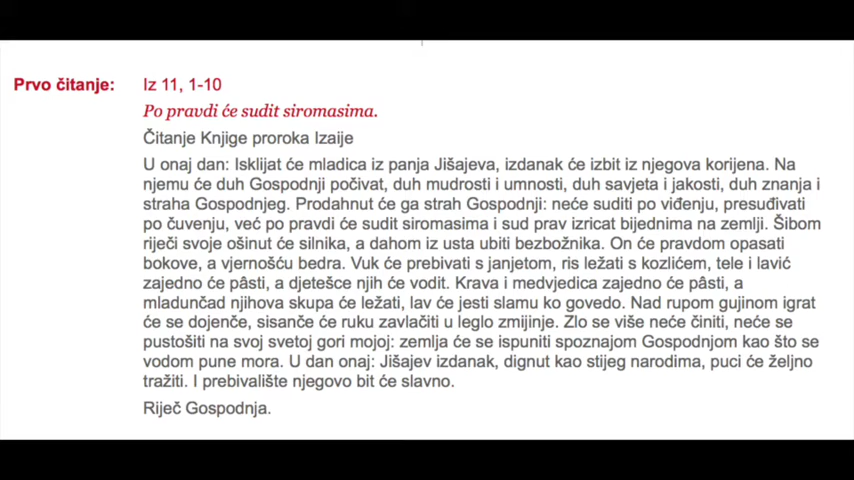 Prvo čitanje: Iz 11, 1-10
Po pravdi će sudit siromasima.
Čitanje Knjige proroka Izaije
U onaj dan: Isklijat će mladica iz panja Jišajeva, izdanak će izbit iz njegova korijena. Na
njemu će duh Gospodnji počivat, duh mudrosti i umnosti, duh savjeta i jakosti, duh znanja i
straha Gospodnjeg. Prodahnut će ga strah Gospodnji: neće suditi po viđenju, presuđivati
po čuvenju, već po pravdi će sudit siromasima i sud prav izricat bijednima na zemlji. Šibom
riječi svoje ošinut će silnika, a dahom iz usta ubiti bezbožnika. On će pravdom opasati
bokove, a vjernošću bedra. Vuk će prebivati s janjetom, ris ležati s kozlićem, tele i lavić
zajedno će pâsti, a djetešce njih će vodit. Krava i medvjedica zajedno će pâsti, a
mladunčad njihova skupa će ležati, lav će jesti slamu ko govedo. Nad rupom gujinom igrat
će se dojenče, sisanče će ruku zavlačiti u leglo zmijinje. Zlo se više neće činiti, neće se
pustošiti na svoj svetoj gori mojoj: zemlja će se ispuniti spoznajom Gospodnjom kao što se
vodom pune mora. U dan onaj: Jišajev izdanak, dignut kao stijeg narodima, puci će željno
tražiti. I prebivalište njegovo bit će slavno.
Riječ Gospodnja.